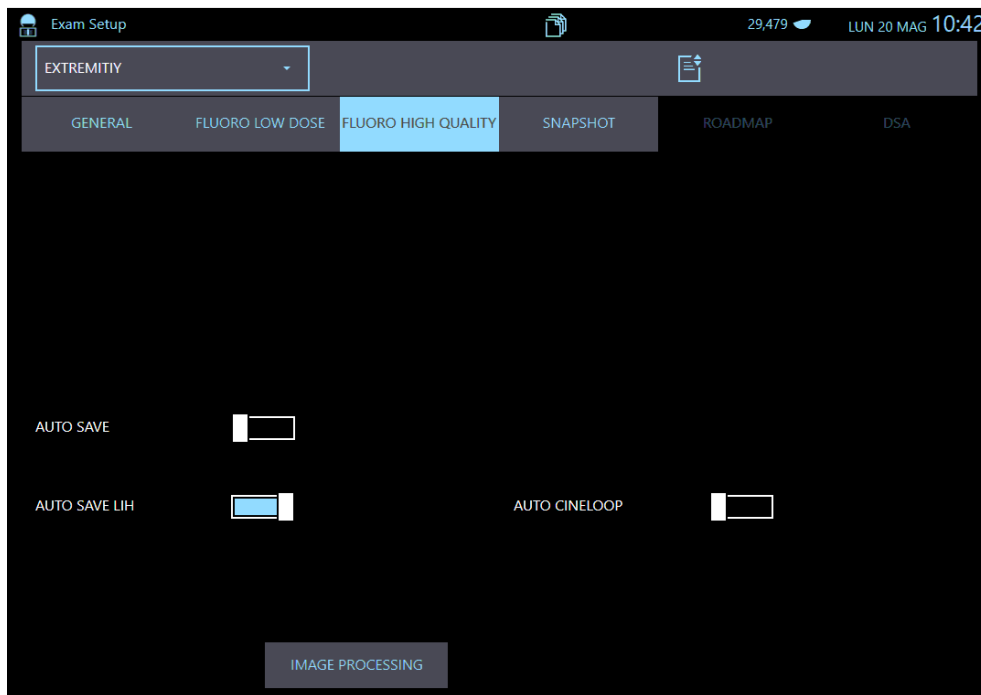 Exam Setup 29,479 LUN 20 MAG 10:42
EXTREMITIY
GENERAL FLUORO LOW DOSE FLUORO HIGH QUALITY SNAPSHOT ROADMAP DSA
AUTO SAVE
AUTO SAVE LIH AUTO CINELOOP
IMAGE PROCESSING